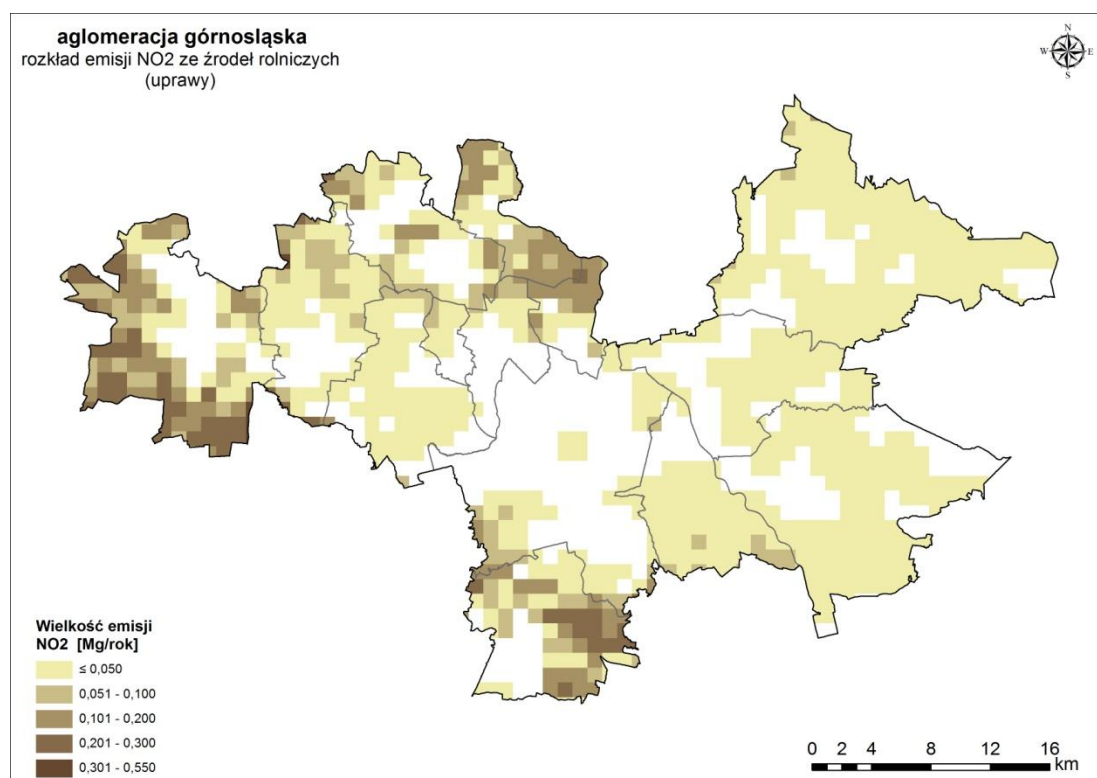 aglomeracja górnośląska
rozkład emisji NO2 ze źrodeł rolniczych
(uprawy)
N
W E
S
Wielkość emisji
NO2 [Mg/rok]
≤ 0,050
0,051 - 0,100
0,101 - 0,200
0,201 - 0,300
0,301 - 0,550
0 2 4 8 12 16
km